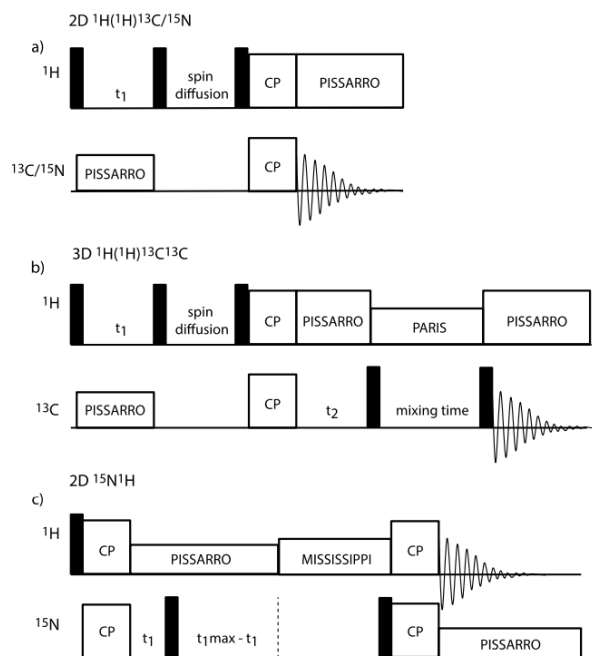 2D ¹H(¹H)¹³C/¹⁵N
a)
¹H
t₁
spin
diffusion
CP
PISSARRO
¹³C/¹⁵N
PISSARRO
CP
3D ¹H(¹H)¹³C¹³C
b)
¹H
t₁
spin
diffusion
CP
PISSARRO
PARIS
PISSARRO
¹³C
PISSARRO
CP
t₂
mixing time
2D ¹⁵N¹H
c)
¹H
CP
PISSARRO
MISSISSIPPI
CP
¹⁵N
CP
t₁
t₁max - t₁
CP
PISSARRO